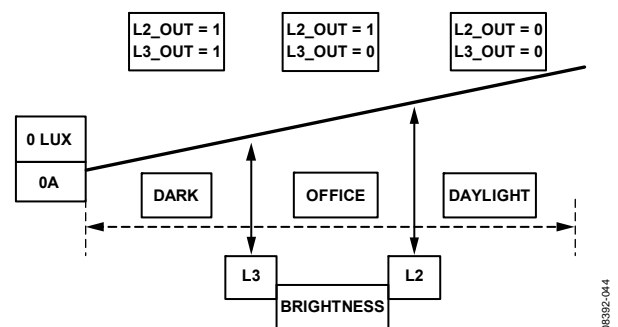 L2_OUT = 1
L3_OUT = 1
L2_OUT = 1
L3_OUT = 0
L2_OUT = 0
L3_OUT = 0
0 LUX
0A
DARK
OFFICE
DAYLIGHT
L3
L2
BRIGHTNESS
08392-044